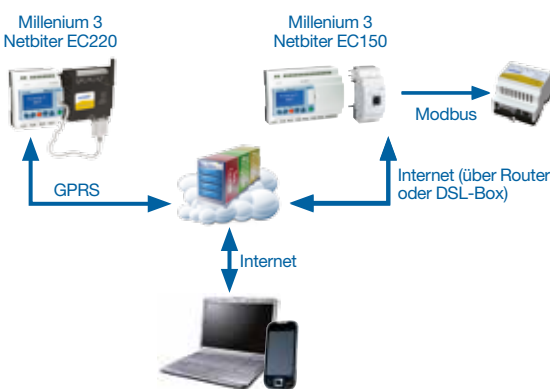 Millenium 3
Netbiter EC220
Millenium 3
Netbiter EC150
Modbus
GPRS
Internet (über Router
oder DSL-Box)
Internet